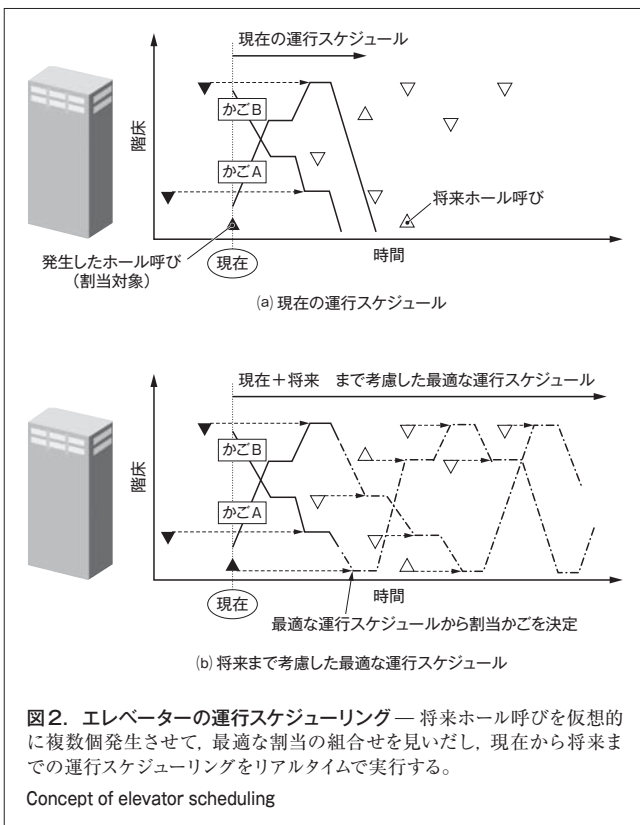 現在の運行スケジュール
かごB
階床
かごA
将来ホール呼び
発生したホール呼び
(割当対象)
現在
時間
(a) 現在の運行スケジュール
現在+将来 まで考慮した最適な運行スケジュール
かごB
階床
かごA
現在
時間
最適な運行スケジュールから割当かごを決定
(b) 将来まで考慮した最適な運行スケジュール
図2. エレベーターの運行スケジューリング — 将来ホール呼びを仮想的
に複数個発生させて, 最適な割当の組合せを見いだし, 現在から将来ま
での運行スケジューリングをリアルタイムで実行する。
Concept of elevator scheduling